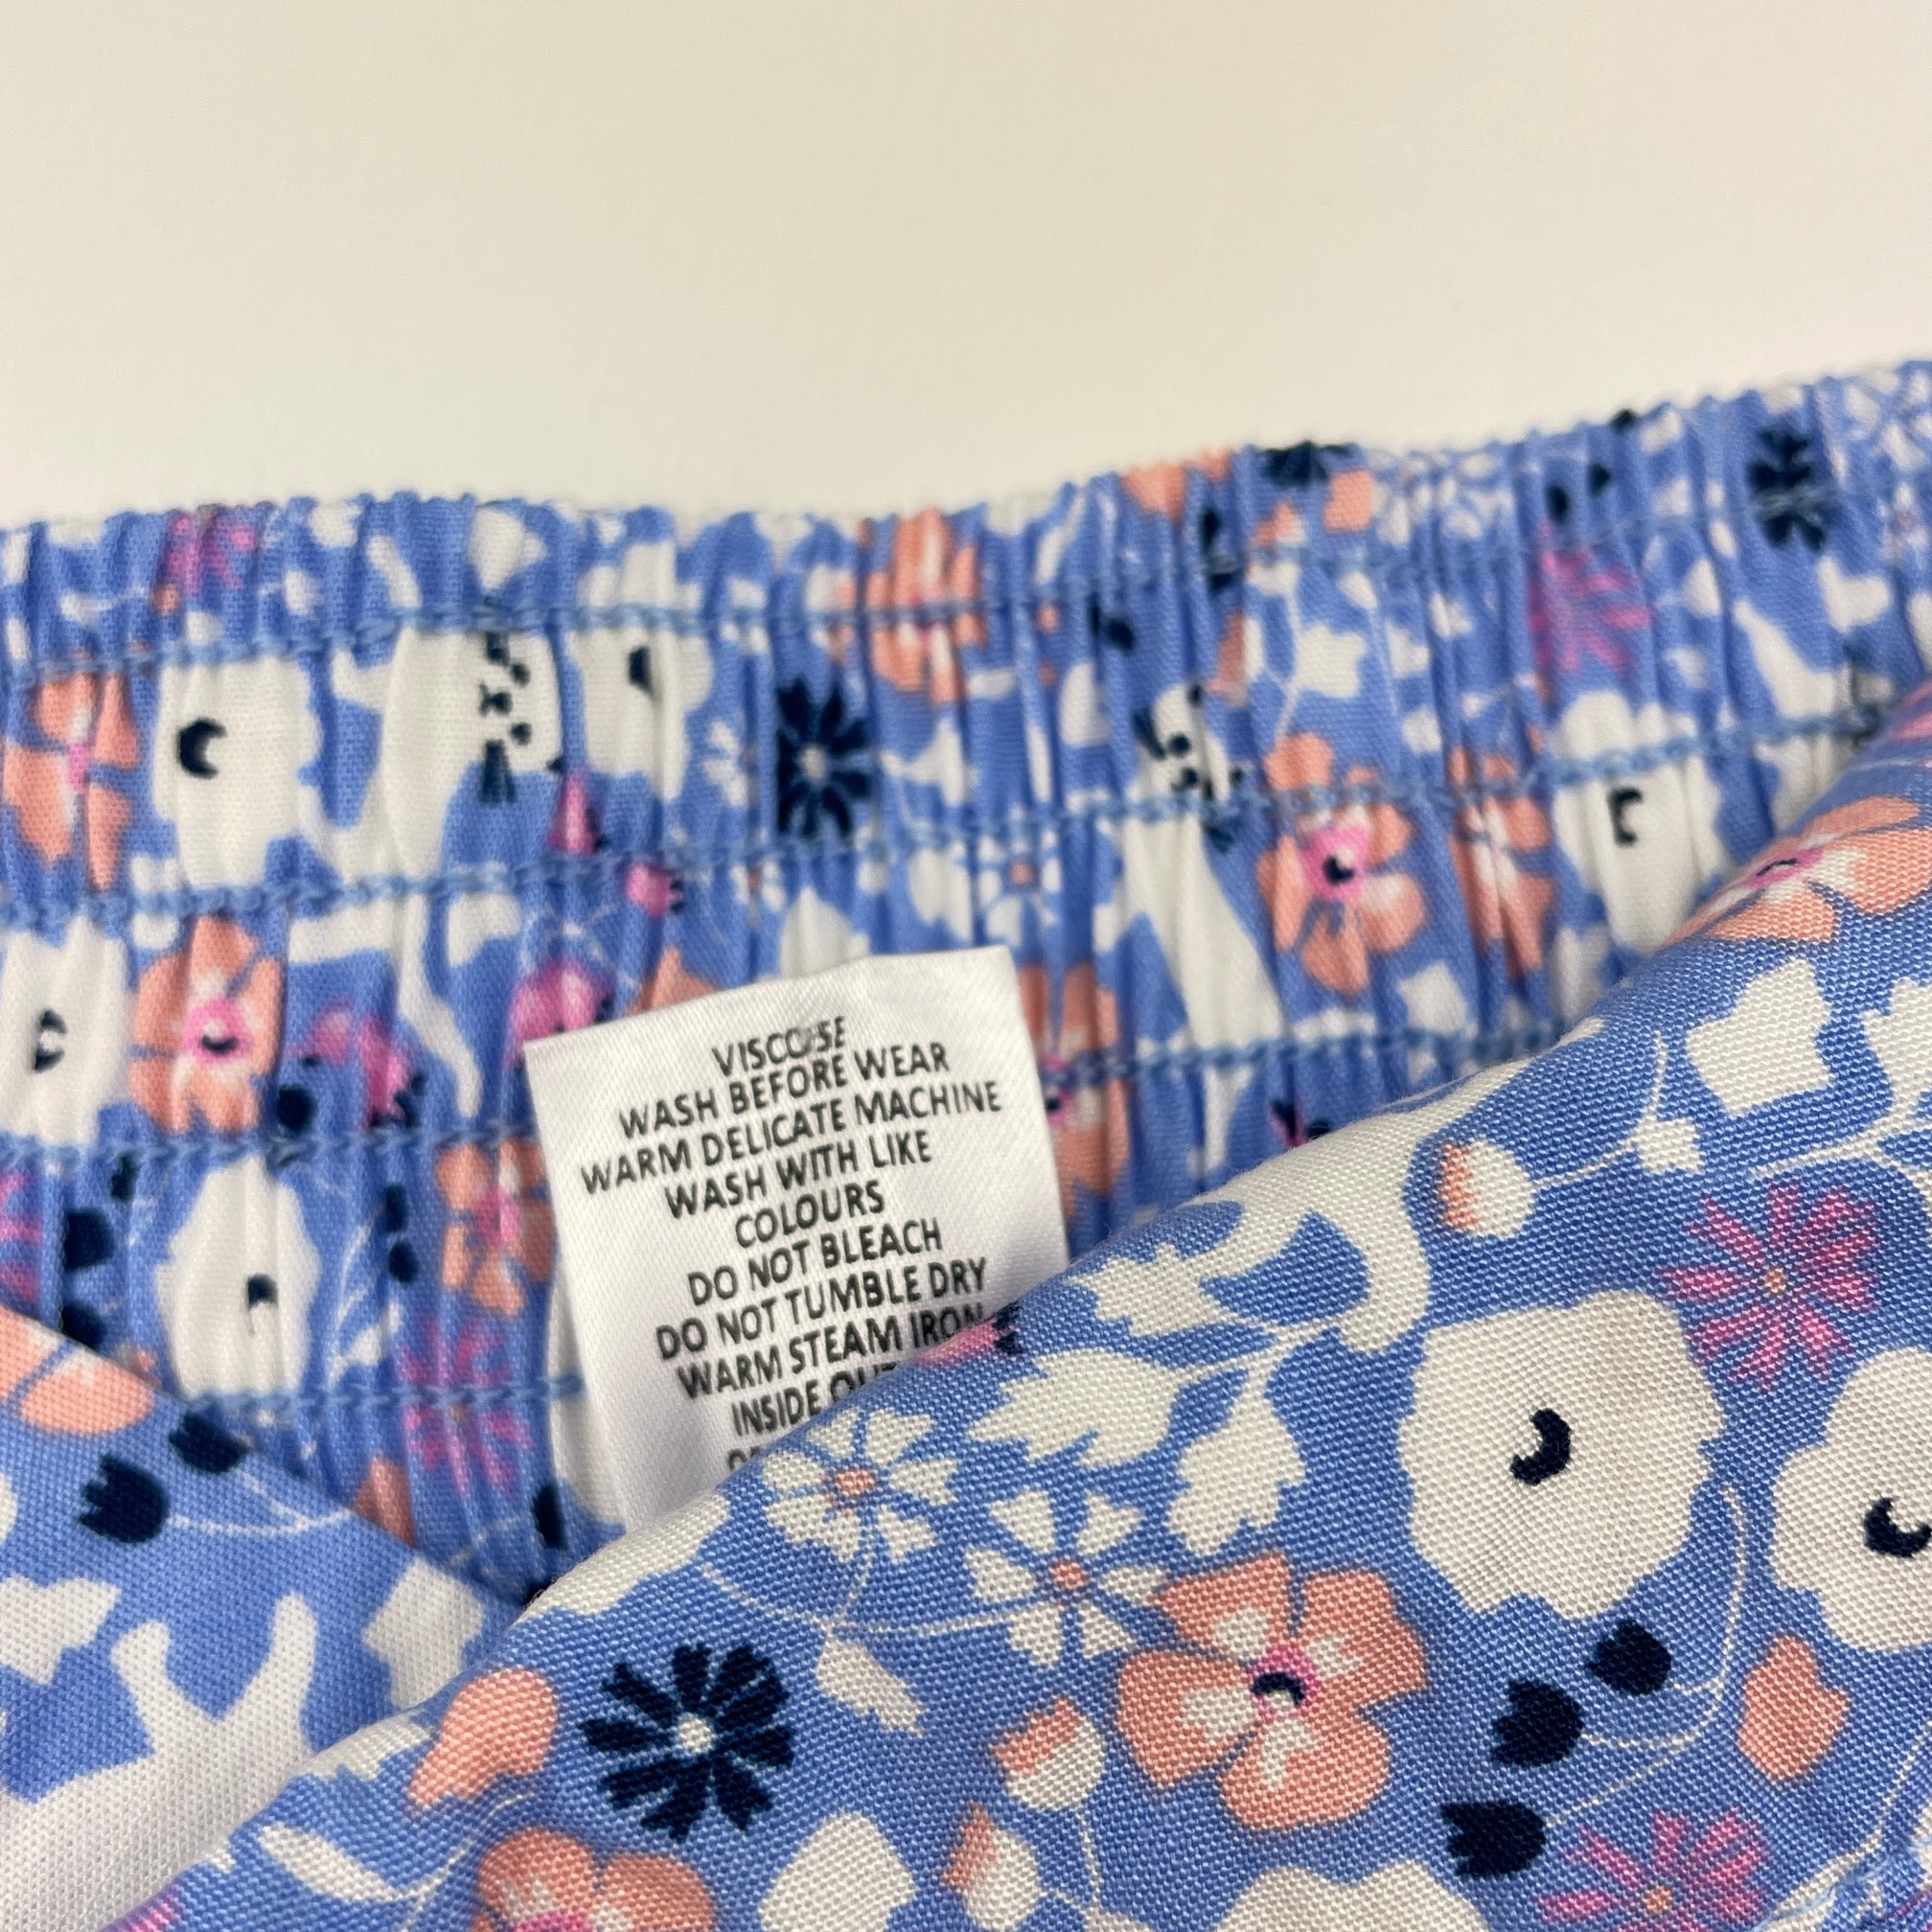 VISCOSE
WASH BEFORE WEAR
WARM DELICATE MACHINE
WASH WITH LIKE
COLOURS
DO NOT BLEACH
DO NOT TUMBLE DRY
WARM STEAM IRON
INSIDE